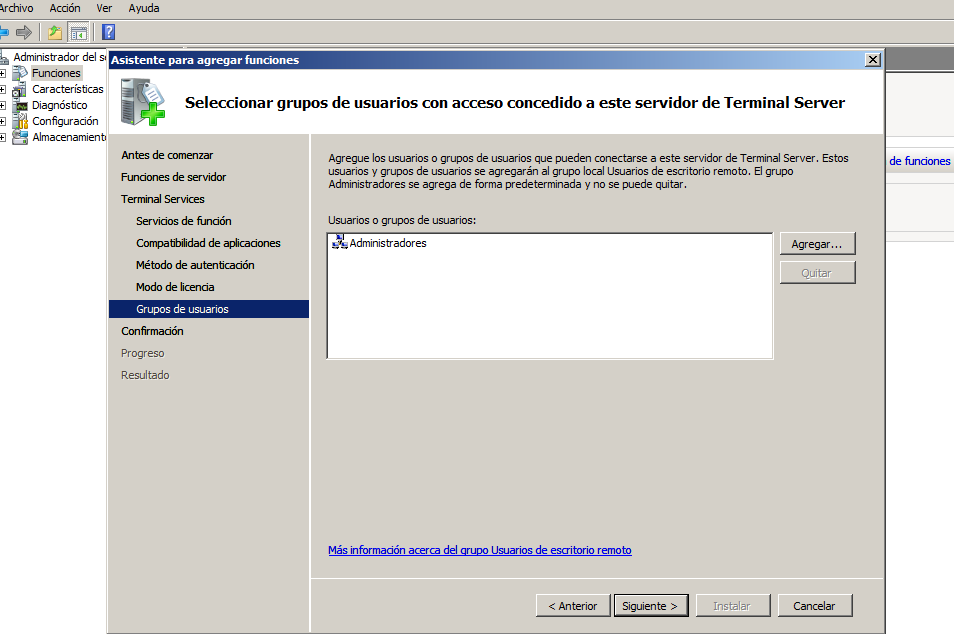 Archivo Acción Ver Ayuda
Administrador del se
Funciones
Características
Diagnóstico
Configuración
Almacenamiento
Asistente para agregar funciones
Seleccionar grupos de usuarios con acceso concedido a este servidor de Terminal Server
Antes de comenzar
Funciones de servidor
Terminal Services
Servicios de función
Compatibilidad de aplicaciones
Método de autenticación
Modo de licencia
Grupos de usuarios
Confirmación
Progreso
Resultado
Agregue los usuarios o grupos de usuarios que pueden conectarse a este servidor de Terminal Server. Estos
usuarios y grupos de usuarios se agregarán al grupo local Usuarios de escritorio remoto. El grupo
Administradores se agrega de forma predeterminada y no se puede quitar.
Usuarios o grupos de usuarios:
Administradores
Agregar...
Quitar
Más información acerca del grupo Usuarios de escritorio remoto
< Anterior Siguiente > Instalar Cancelar
de funciones